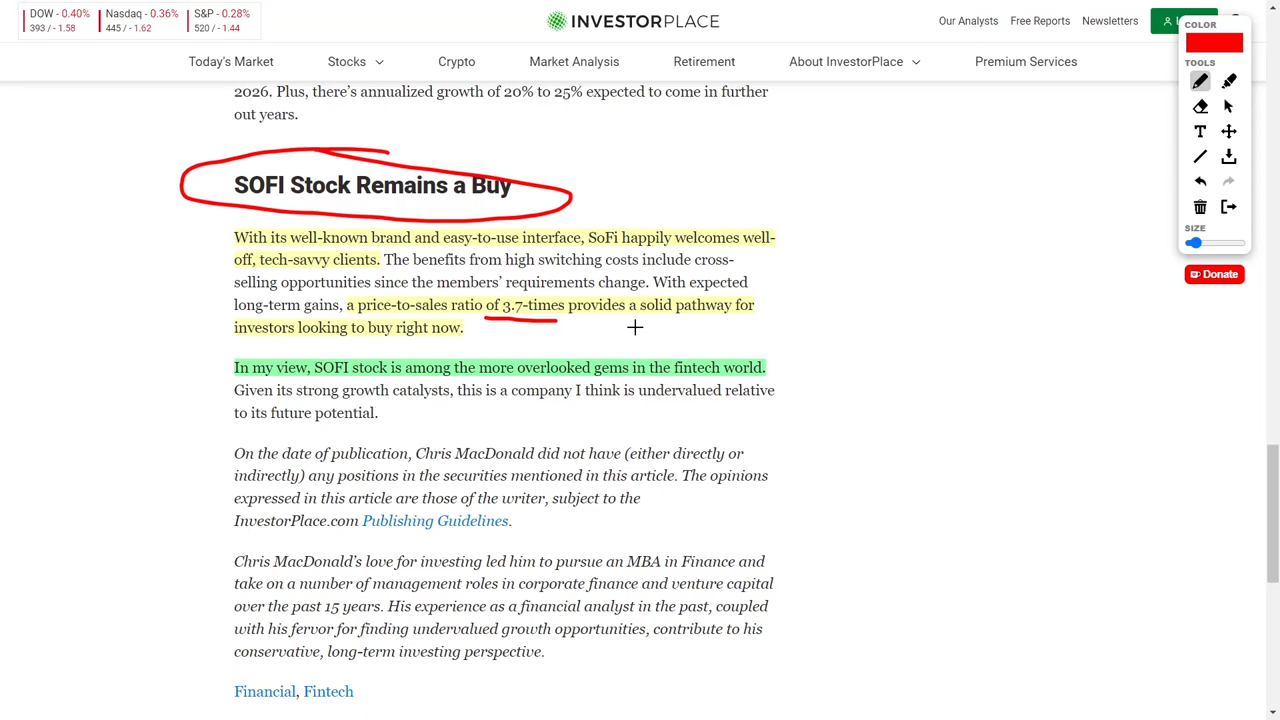 DOW - 0.40% Nasdaq - 0.36% S&P - 0.28%
393 / - 1.58 445 / - 1.62 520 / - 1.44
INVESTORPLACE
Our Analysts Free Reports Newsletters
Today's Market Stocks Crypto Market Analysis Retirement About InvestorPlace Premium Services
COLOR
TOOLS
T
SIZE
Donate
2026. Plus, there’s annualized growth of 20% to 25% expected to come in further
out years.
SOFI Stock Remains a Buy
With its well-known brand and easy-to-use interface, SoFi happily welcomes well-
off, tech-savvy clients. The benefits from high switching costs include cross-
selling opportunities since the members’ requirements change. With expected
long-term gains, a price-to-sales ratio of 3.7-times provides a solid pathway for
investors looking to buy right now.
In my view, SOFI stock is among the more overlooked gems in the fintech world.
Given its strong growth catalysts, this is a company I think is undervalued relative
to its future potential.
On the date of publication, Chris MacDonald did not have (either directly or
indirectly) any positions in the securities mentioned in this article. The opinions
expressed in this article are those of the writer, subject to the
InvestorPlace.com Publishing Guidelines.
Chris MacDonald’s love for investing led him to pursue an MBA in Finance and
take on a number of management roles in corporate finance and venture capital
over the past 15 years. His experience as a financial analyst in the past, coupled
with his fervor for finding undervalued growth opportunities, contribute to his
conservative, long-term investing perspective.
Financial, Fintech